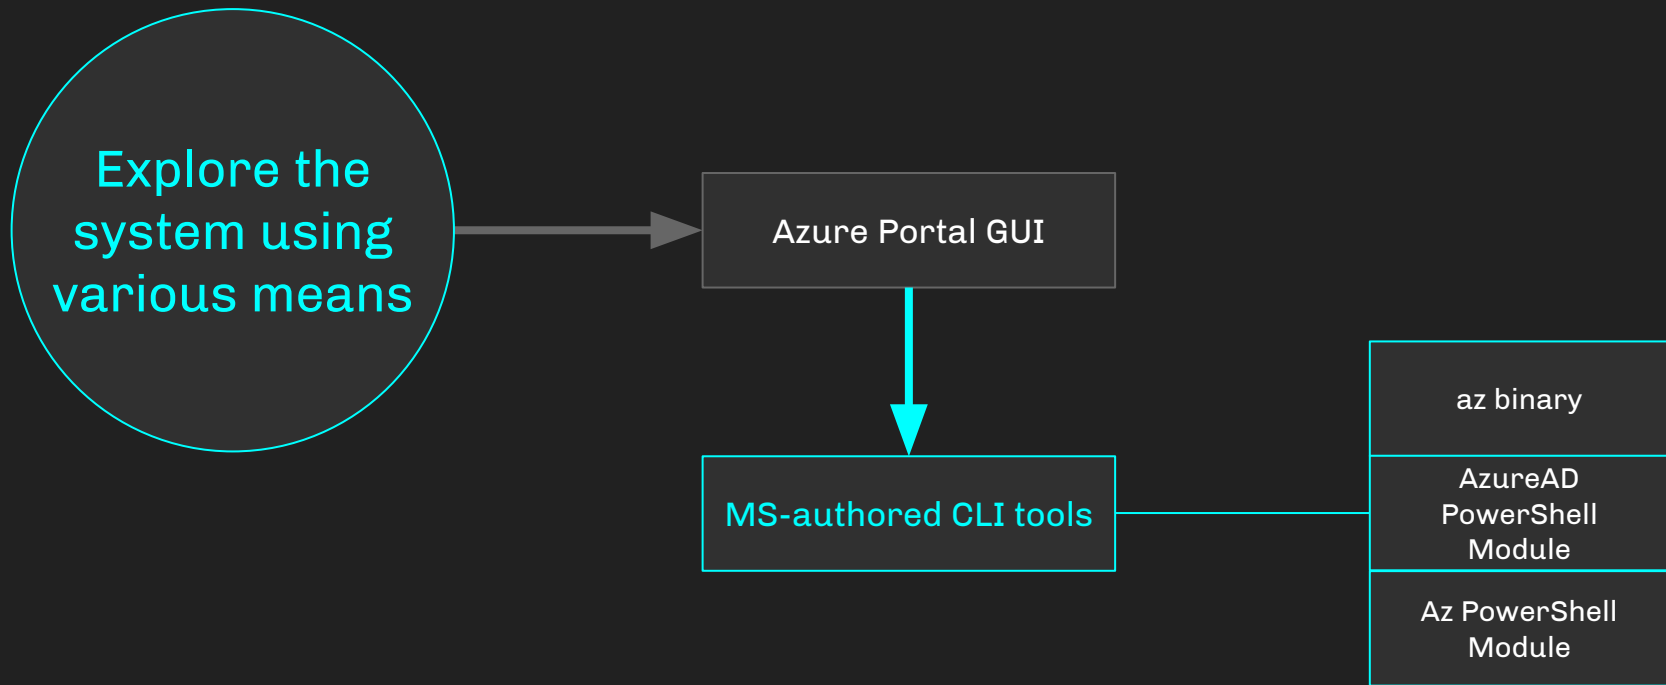 Explore the
system using
various means
Azure Portal GUI
MS-authored CLI tools
az binary
AzureAD
PowerShell
Module
Az PowerShell
Module